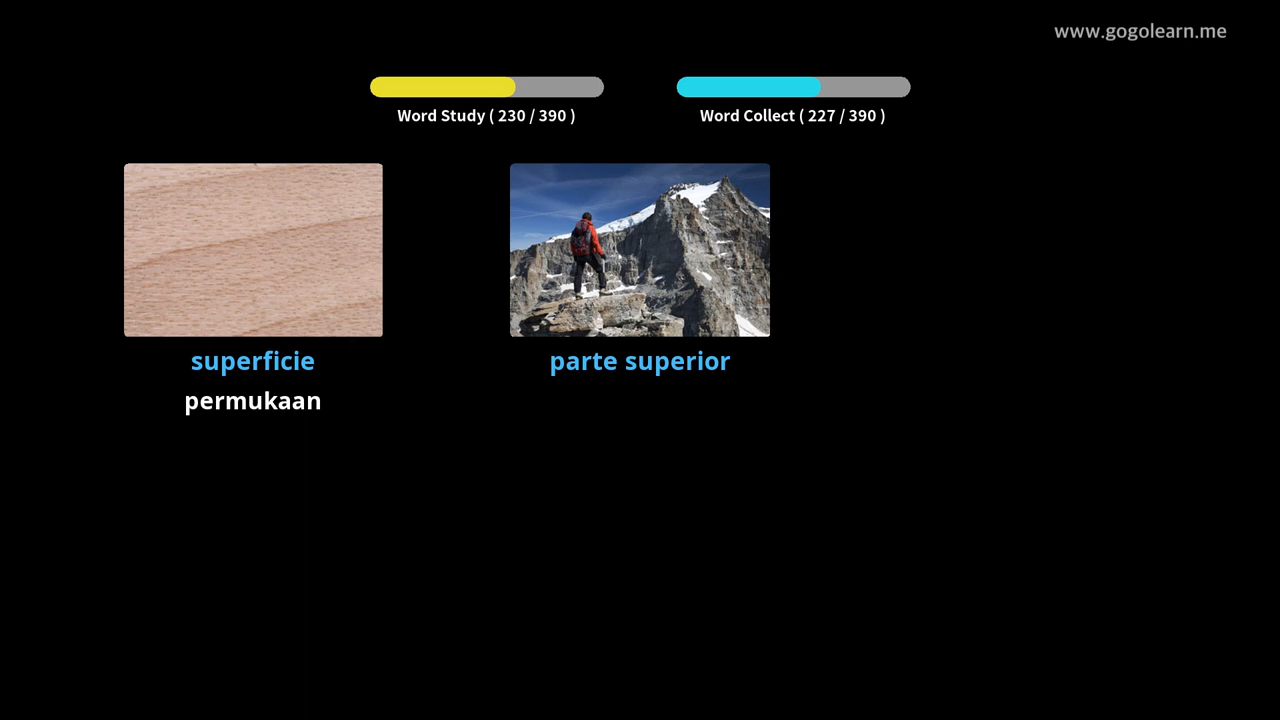 www.gogolearn.me
Word Study ( 230 / 390 )
Word Collect ( 227 / 390 )
superficie
parte superior
permukaan